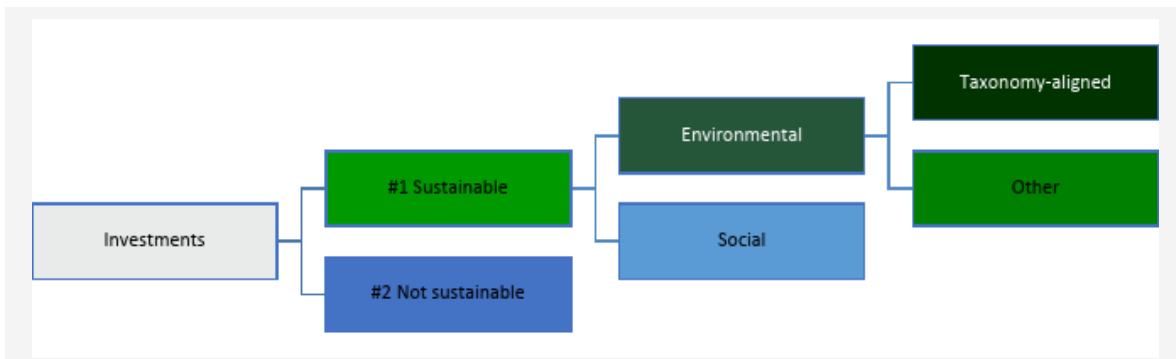 Taxonomy-aligned
Environmental
#1 Sustainable
Other
Investments
Social
#2 Not sustainable